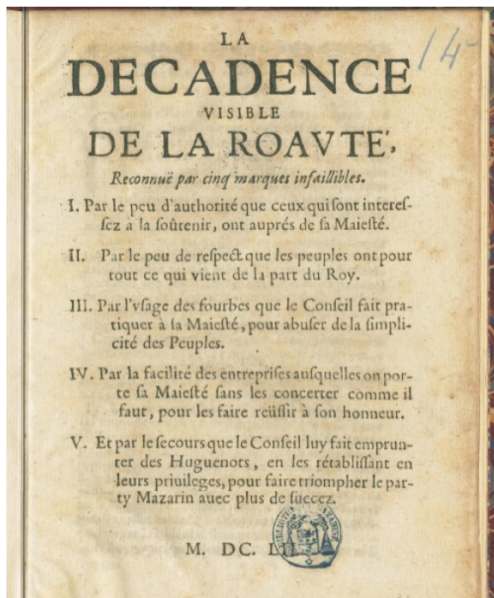 LA
14
DECADENCE
VISIBLE
DE LA ROAVTÉ,
Reconnuë par cinq marques infaillibles.
I. Par le peu d'authorité que ceux qui sont interes-
sez à la soûtenir, ont auprés de sa Maiesté.
II. Par le peu de respect que les peuples ont pour
tout ce qui vient de la part du Roy.
III. Par l'vsage des fourbes que le Conseil fait pra-
tiquer à sa Maiesté, pour abuser de la simpli-
cité des Peuples.
IV. Par la facilité des entreprises ausquelles on por-
te sa Maiesté sans les concerter comme il
faut, pour les faire reüssir à son honneur.
V. Et par le secours que le Conseil luy fait emprun-
ter des Huguenots, en les rétablissant en
leurs priuileges, pour faire triompher le par-
ty Mazarin auec plus de succez.
M. DC. LII